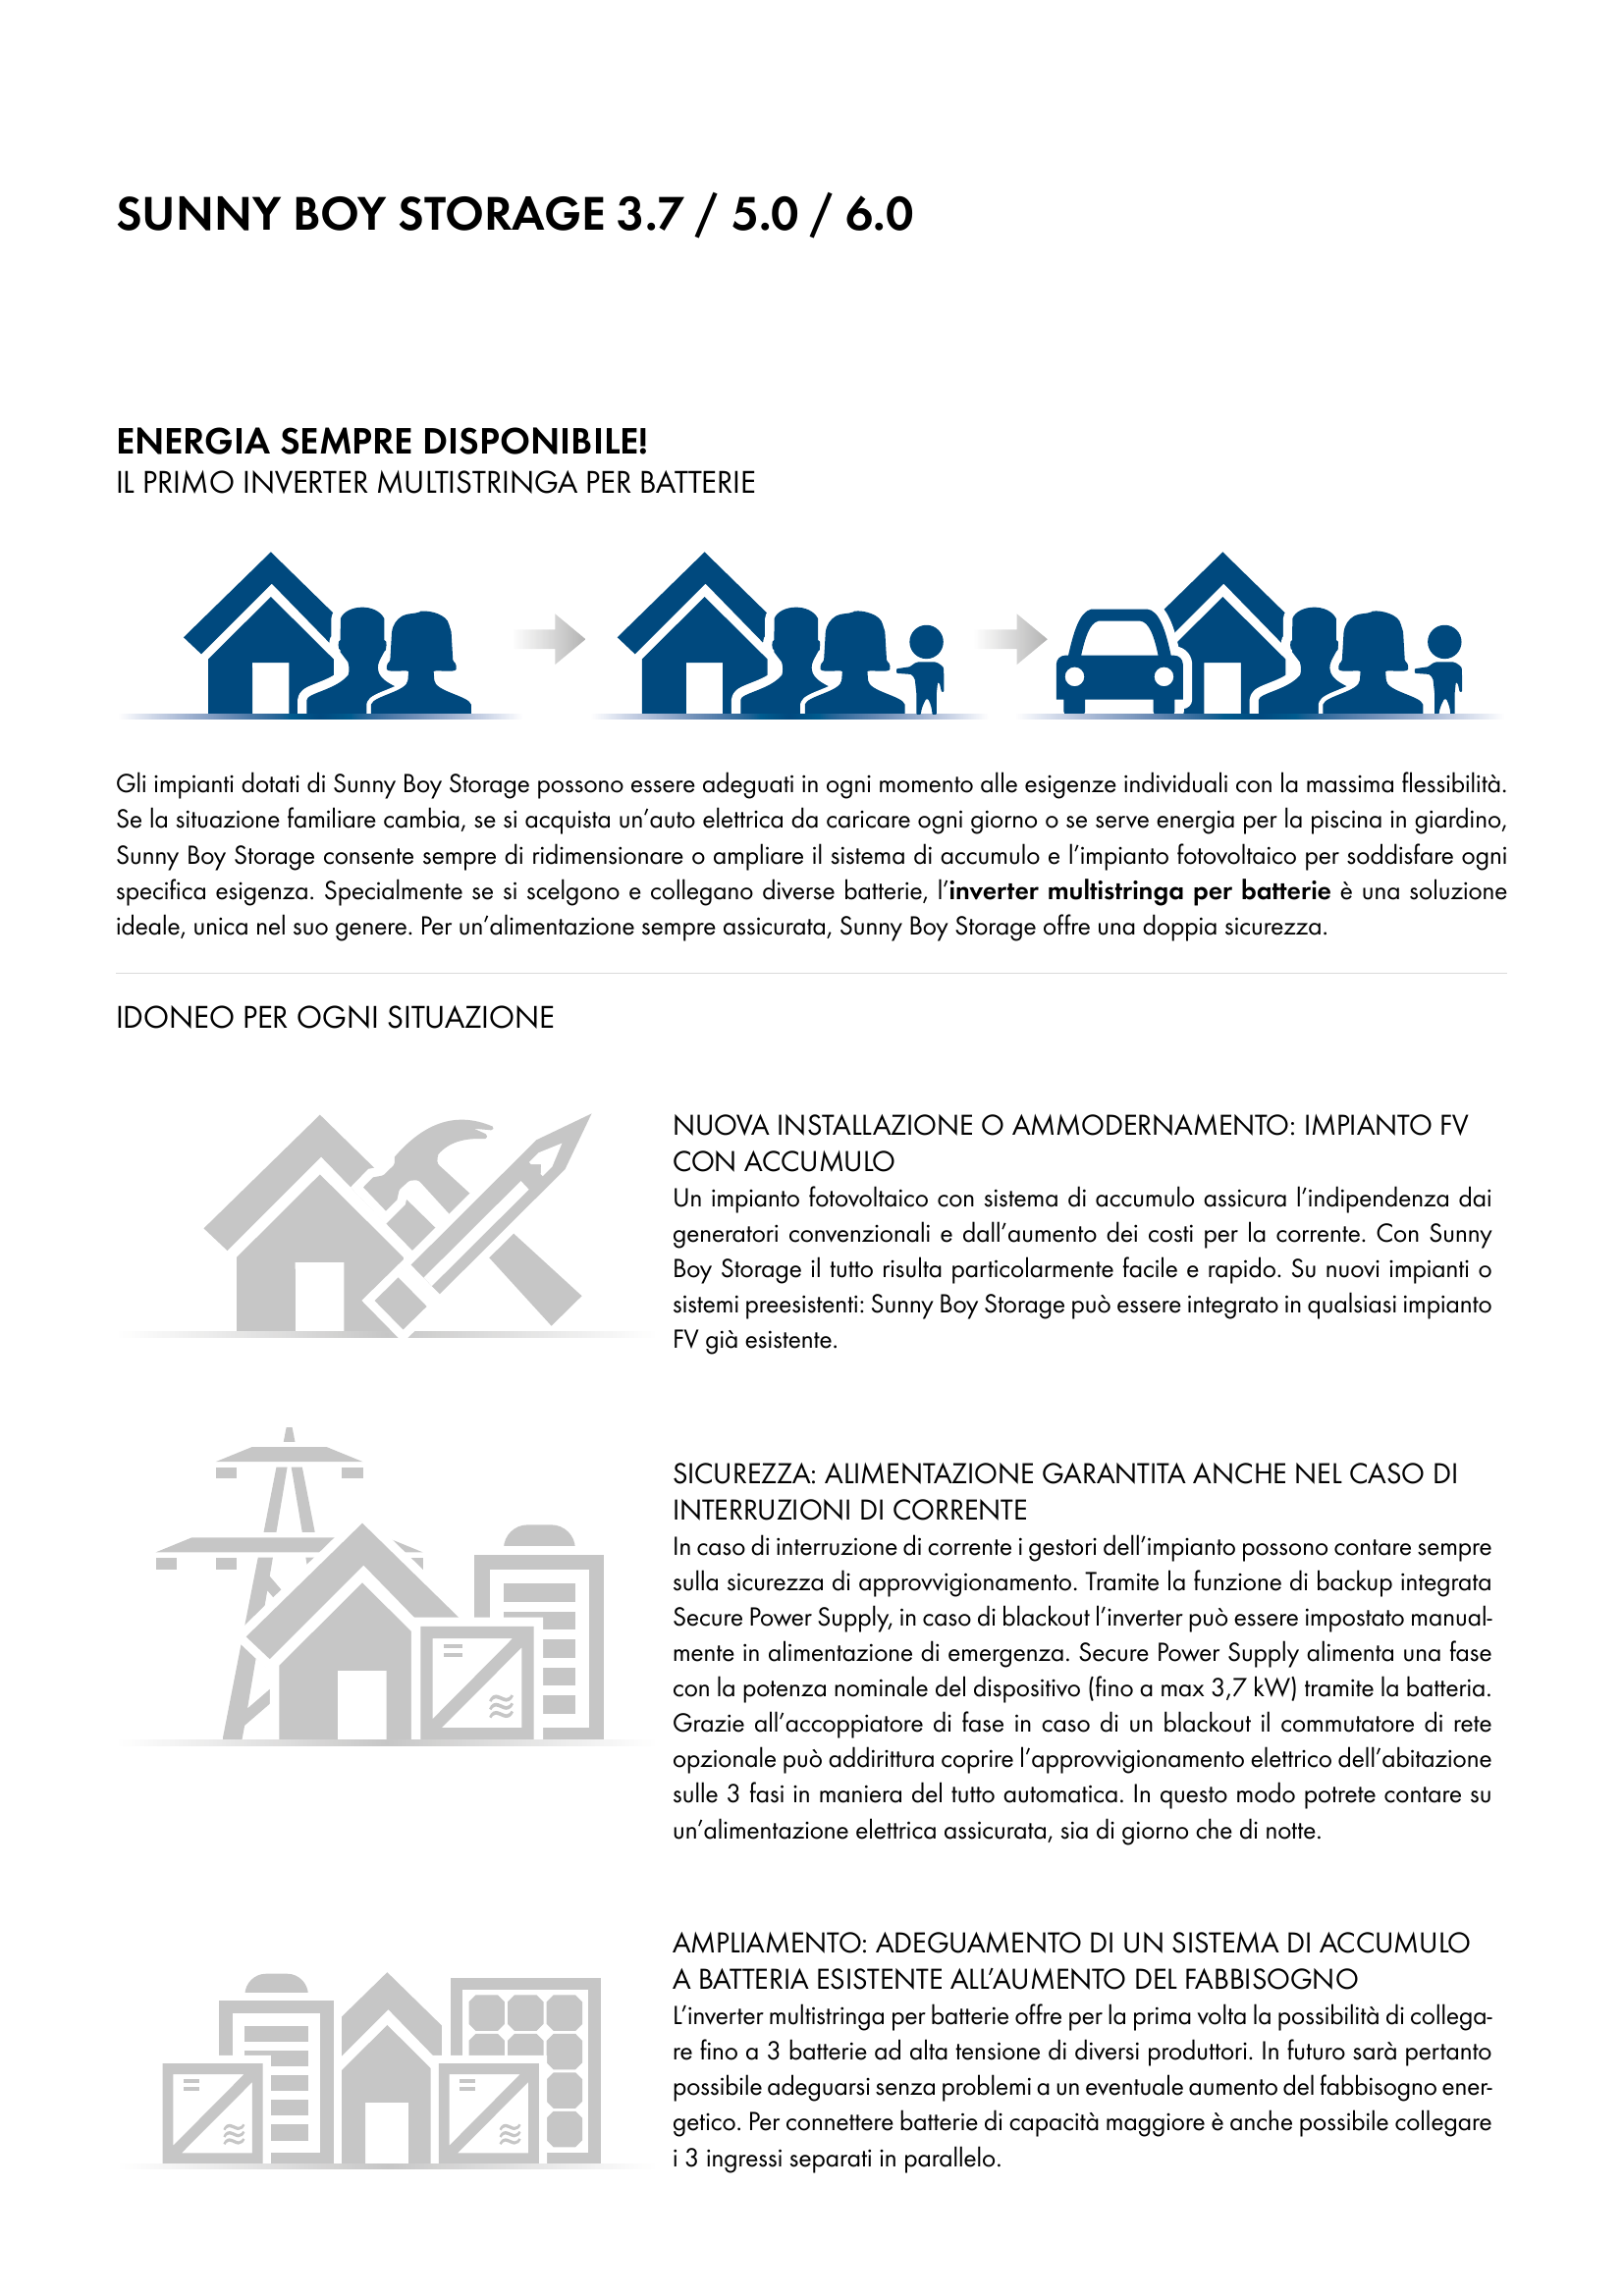 SUNNY BOY STORAGE 3.7 / 5.0 / 6.0
ENERGIA SEMPRE DISPONIBILE!
IL PRIMO INVERTER MULTISTRINGA PER BATTERIE
Gli impianti dotati di Sunny Boy Storage possono essere adeguati in ogni momento alle esigenze individuali con la massima flessibilità.
Se la situazione familiare cambia, se si acquista un’auto elettrica da caricare ogni giorno o se serve energia per la piscina in giardino,
Sunny Boy Storage consente sempre di ridimensionare o ampliare il sistema di accumulo e l’impianto fotovoltaico per soddisfare ogni
specifica esigenza. Specialmente se si scelgono e collegano diverse batterie, l’inverter multistringa per batterie è una soluzione
ideale, unica nel suo genere. Per un’alimentazione sempre assicurata, Sunny Boy Storage offre una doppia sicurezza.
IDONEO PER OGNI SITUAZIONE
NUOVA INSTALLAZIONE O AMMODERNAMENTO: IMPIANTO FV
CON ACCUMULO
Un impianto fotovoltaico con sistema di accumulo assicura l’indipendenza dai
generatori convenzionali e dall’aumento dei costi per la corrente. Con Sunny
Boy Storage il tutto risulta particolarmente facile e rapido. Su nuovi impianti o
sistemi preesistenti: Sunny Boy Storage può essere integrato in qualsiasi impianto
FV già esistente.
SICUREZZA: ALIMENTAZIONE GARANTITA ANCHE NEL CASO DI
INTERRUZIONI DI CORRENTE
In caso di interruzione di corrente i gestori dell’impianto possono contare sempre
sulla sicurezza di approvvigionamento. Tramite la funzione di backup integrata
Secure Power Supply, in caso di blackout l’inverter può essere impostato manual-
mente in alimentazione di emergenza. Secure Power Supply alimenta una fase
con la potenza nominale del dispositivo (fino a max 3,7 kW) tramite la batteria.
Grazie all’accoppiatore di fase in caso di un blackout il commutatore di rete
opzionale può addirittura coprire l’approvvigionamento elettrico dell’abitazione
sulle 3 fasi in maniera del tutto automatica. In questo modo potrete contare su
un’alimentazione elettrica assicurata, sia di giorno che di notte.
AMPLIAMENTO: ADEGUAMENTO DI UN SISTEMA DI ACCUMULO
A BATTERIA ESISTENTE ALL’AUMENTO DEL FABBISOGNO
L’inverter multistringa per batterie offre per la prima volta la possibilità di collega-
re fino a 3 batterie ad alta tensione di diversi produttori. In futuro sarà pertanto
possibile adeguarsi senza problemi a un eventuale aumento del fabbisogno ener-
getico. Per connettere batterie di capacità maggiore è anche possibile collegare
i 3 ingressi separati in parallelo.